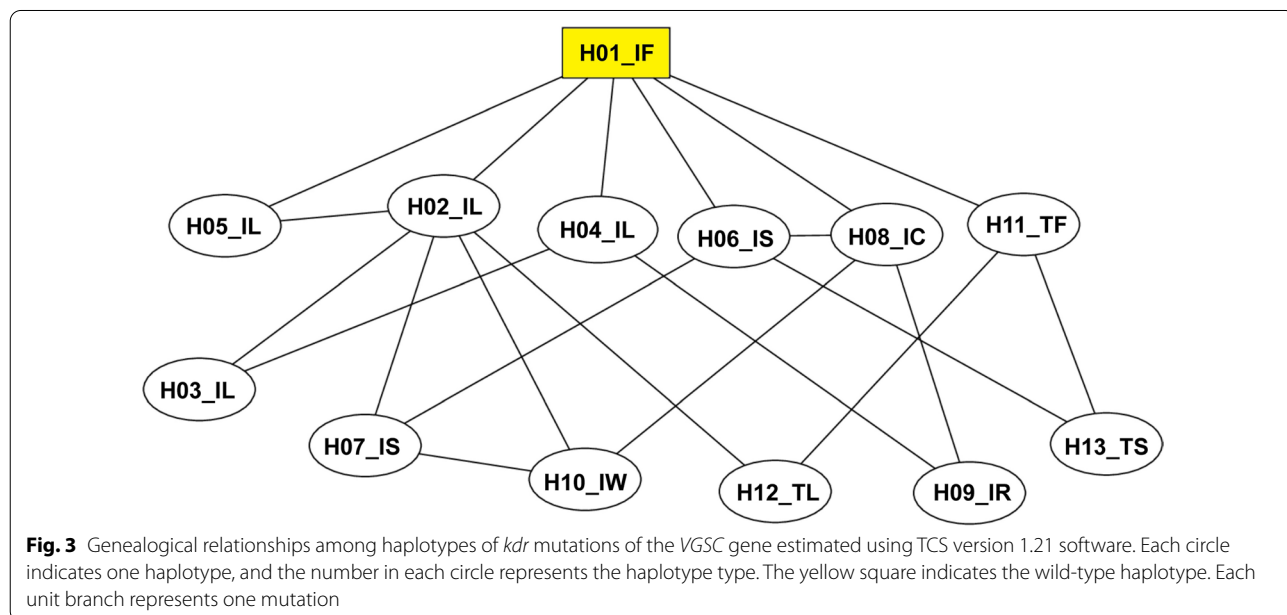 H01_IF
H02_IL
H05_IL
H04_IL
H06_IS
H08_IC
H11_TF
H03_IL
H07_IS
H10_IW
H12_TL
H09_IR
H13_TS
Fig. 3 Genealogical relationships among haplotypes of kdr mutations of the VGSC gene estimated using TCS version 1.21 software. Each circle
indicates one haplotype, and the number in each circle represents the haplotype type. The yellow square indicates the wild-type haplotype. Each
unit branch represents one mutation